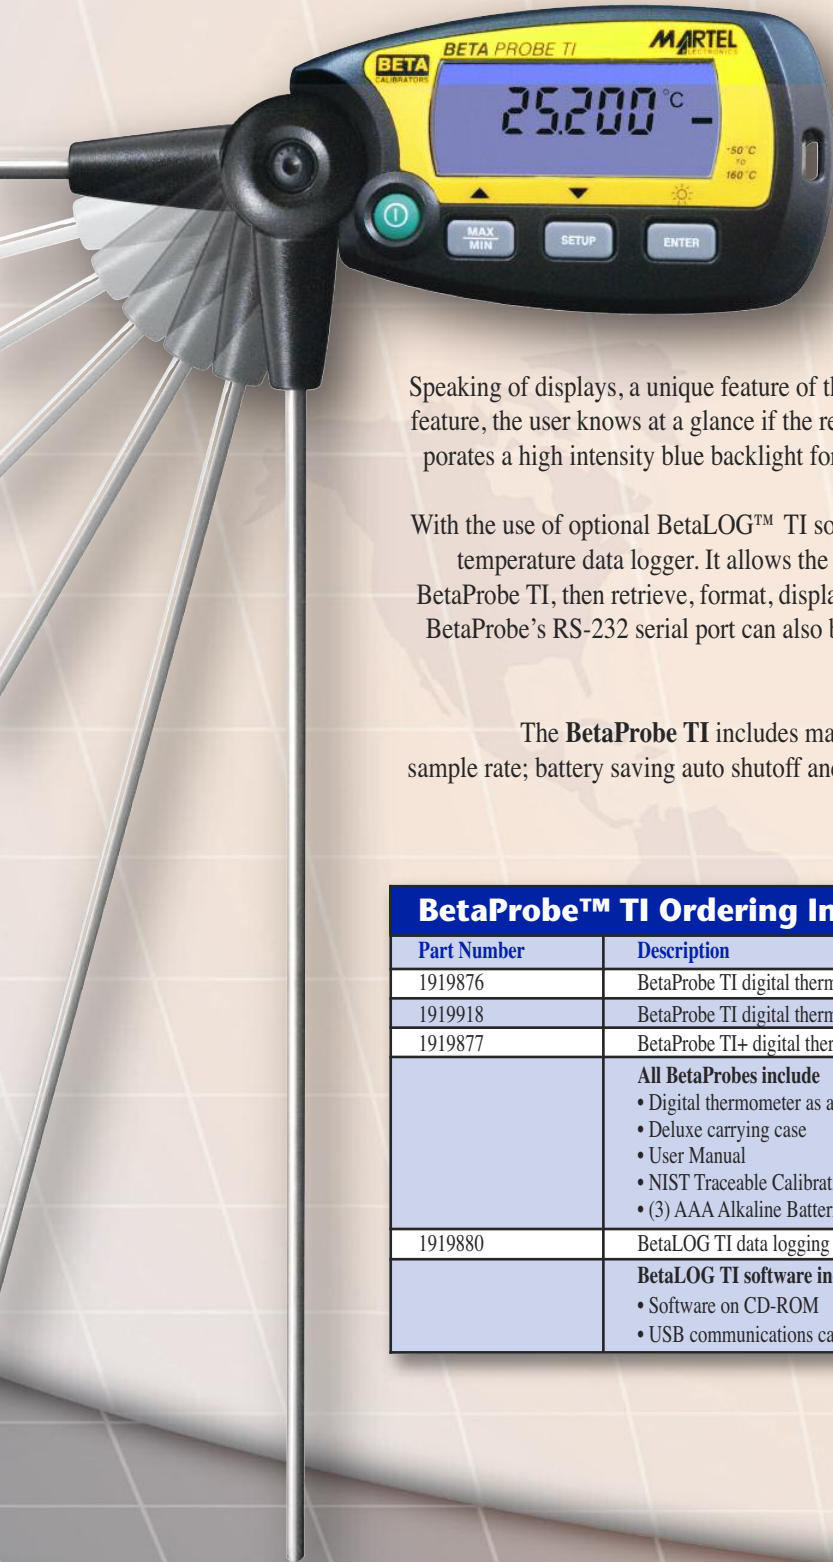 BETA PROBE TI
MARTEL
ELECTRONICS
BETA
CALIBRATORS
25.200 °C
-50°C
TO
160°C
MAX
MIN
SETUP
ENTER
Speaking of displays, a unique feature of th
feature, the user knows at a glance if the re
porates a high intensity blue backlight for
With the use of optional BetaLOG™ TI so
temperature data logger. It allows the
BetaProbe TI, then retrieve, format, displa
BetaProbe's RS-232 serial port can also b
The BetaProbe TI includes ma
sample rate; battery saving auto shutoff an
BetaProbe™ TI Ordering In
Part Number Description
1919876 BetaProbe TI digital therm
1919918 BetaProbe TI digital therm
1919877 BetaProbe TI+ digital ther
All BetaProbes include
• Digital thermometer as a
• Deluxe carrying case
• User Manual
• NIST Traceable Calibrat
• (3) AAA Alkaline Batter
1919880 BetaLOG TI data logging
BetaLOG TI software in
• Software on CD-ROM
• USB communications ca